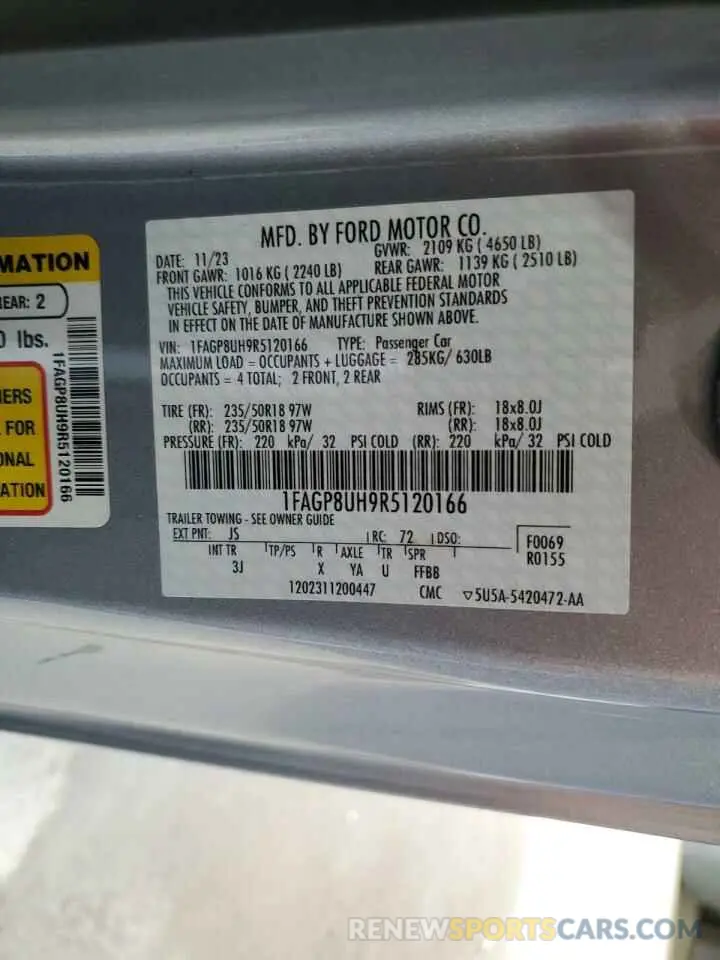 MFD. BY FORD MOTOR CO.
DATE: 11/23 GVWR: 2109 KG ( 4650 LB)
FRONT GAWR: 1016 KG ( 2240 LB) REAR GAWR: 1139 KG ( 2510 LB)
THIS VEHICLE CONFORMS TO ALL APPLICABLE FEDERAL MOTOR
VEHICLE SAFETY, BUMPER, AND THEFT PREVENTION STANDARDS
IN EFFECT ON THE DATE OF MANUFACTURE SHOWN ABOVE.
VIN: 1FAGP8UH9R5120166 TYPE: Passenger Car
MAXIMUM LOAD = OCCUPANTS + LUGGAGE = 285KG/ 630LB
OCCUPANTS = 4 TOTAL; 2 FRONT, 2 REAR
TIRE (FR): 235/50R18 97W RIMS (FR): 18x8.0J
(RR): 235/50R18 97W (RR): 18x8.0J
PRESSURE (FR): 220 kPa/ 32 PSI COLD (RR): 220 kPa/ 32 PSI COLD
1FAGP8UH9R5120166
TRAILER TOWING - SEE OWNER GUIDE
EXT PNT: JS RC: 72 DSO: F0069
INT TR TP/PS R AXLE TR SPR R0155
3J X YA U FFBB
1202311200447 CMC ▽5U5A-5420472-AA
MATION
REAR: 2
0 lbs.
1FAGP8UH9R5120166
ERS
FOR
ONAL
ATION
RENEWSPORTSCARS.COM